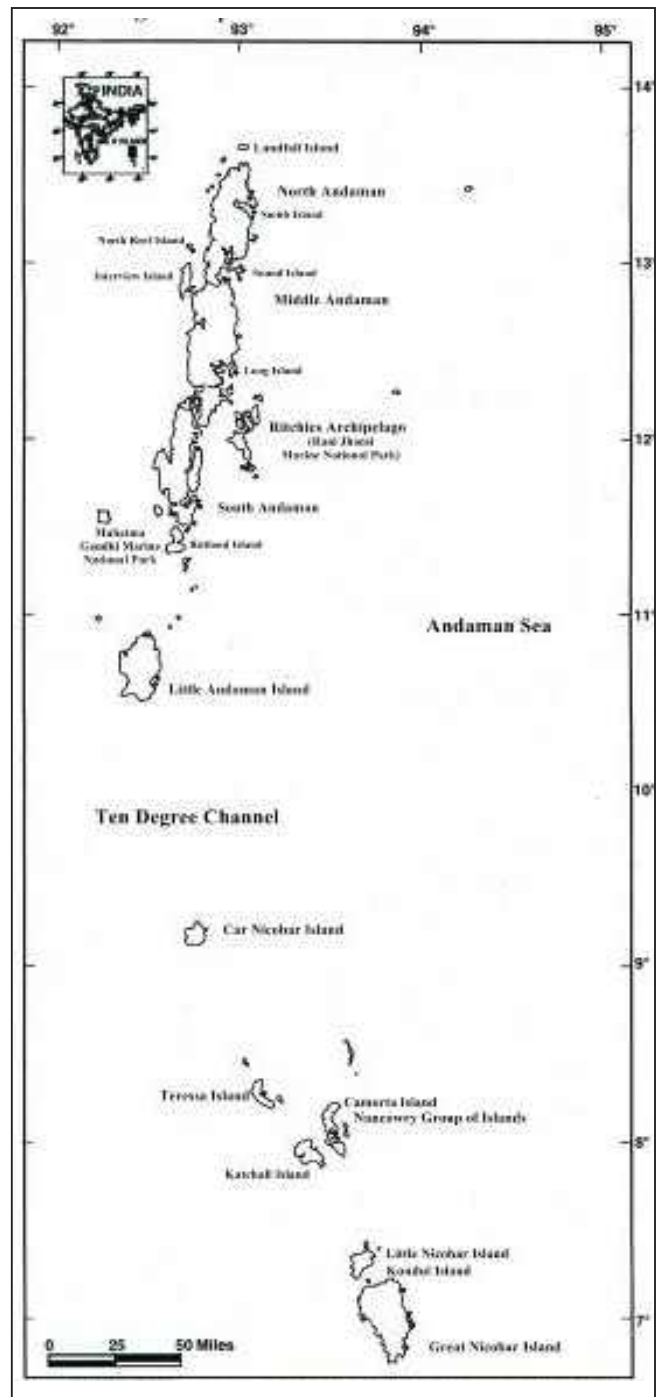 92° 93° 94° 95°
INDIA
14°
Landfall Island
North Andaman
Smith Island
North Reef Island
13°
Interview Island
Sound Island
Middle Andaman
Long Island
12°
Ritchies Archipelago
(Rani Jhansi
Marine National Park)
South Andaman
Mahatma
Gandhi Marine
National Park
Rutland Island
11°
Andaman Sea
Little Andaman Island
10°
Ten Degree Channel
Car Nicobar Island
9°
Teressa Island
Camorta Island
Nancowry Group of Islands
8°
Katchall Island
Little Nicobar Island
Kondul Island
7°
Great Nicobar Island
0 25 50 Miles